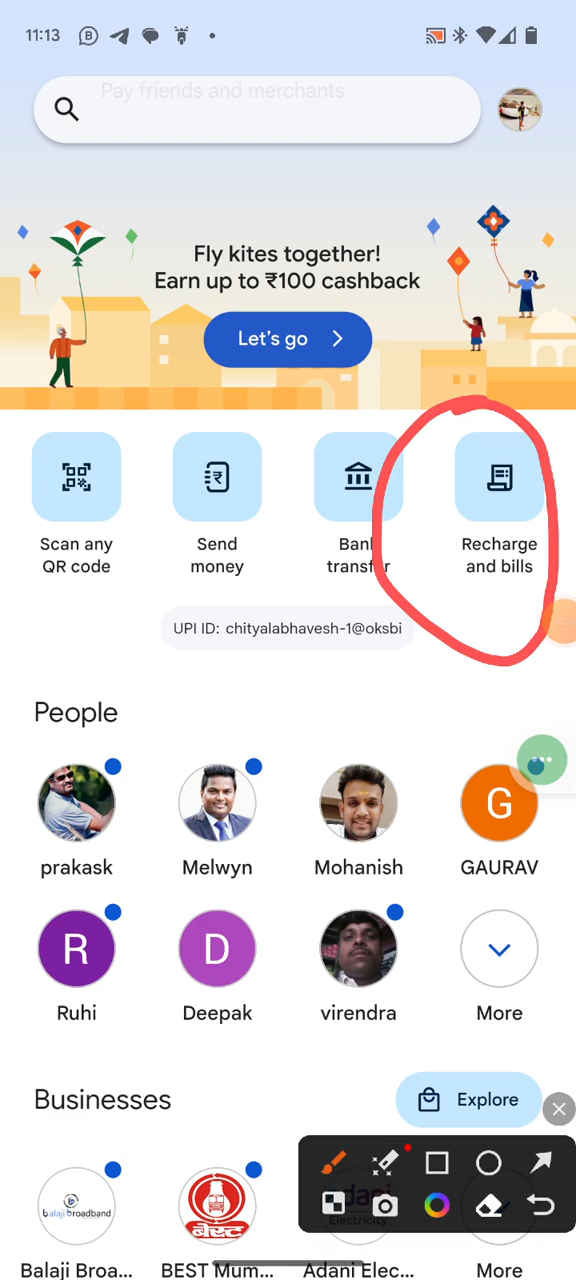 11:13
Pay friends and merchants
Fly kites together!
Earn up to ₹100 cashback
Let's go
Scan any
QR code
Send
money
Bank
transfer
Recharge
and bills
UPI ID: chityalabhavesh-1@oksbi
People
prakask
Melwyn
Mohanish
G
GAURAV
R
Ruhi
D
Deepak
virendra
More
Businesses
Explore
balaji broadband
बेस्ट
Electricity
Balaji Broa...
BEST Mum...
Adani Elec...
More